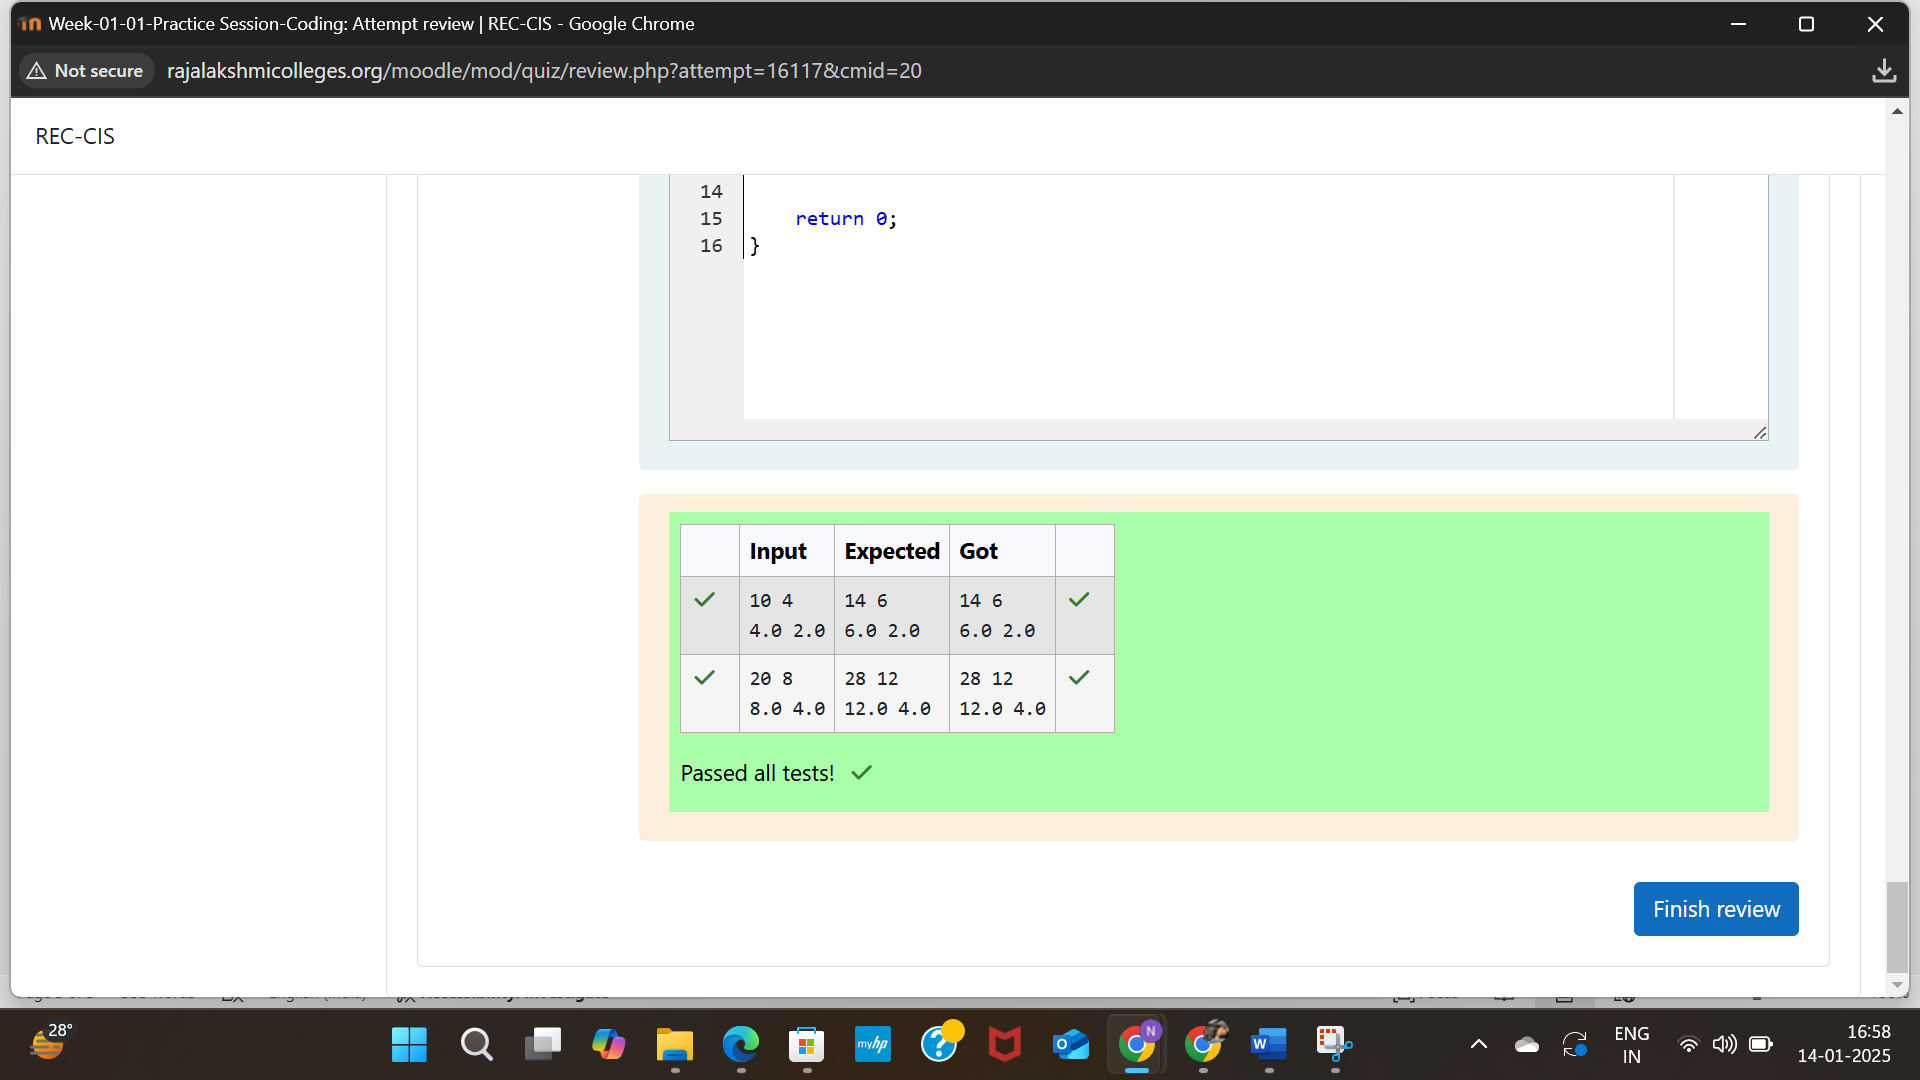 Week-01-01-Practice Session-Coding: Attempt review | REC-CIS - Google Chrome
Not secure rajalakshmicolleges.org/moodle/mod/quiz/review.php?attempt=16117&cmid=20
REC-CIS
14
15 return 0;
16 }
Input Expected Got
10 4 14 6 14 6
4.0 2.0 6.0 2.0 6.0 2.0
20 8 28 12 28 12
8.0 4.0 12.0 4.0 12.0 4.0
Passed all tests!
Finish review
28°
myhp
N
ENG
IN
16:58
14-01-2025